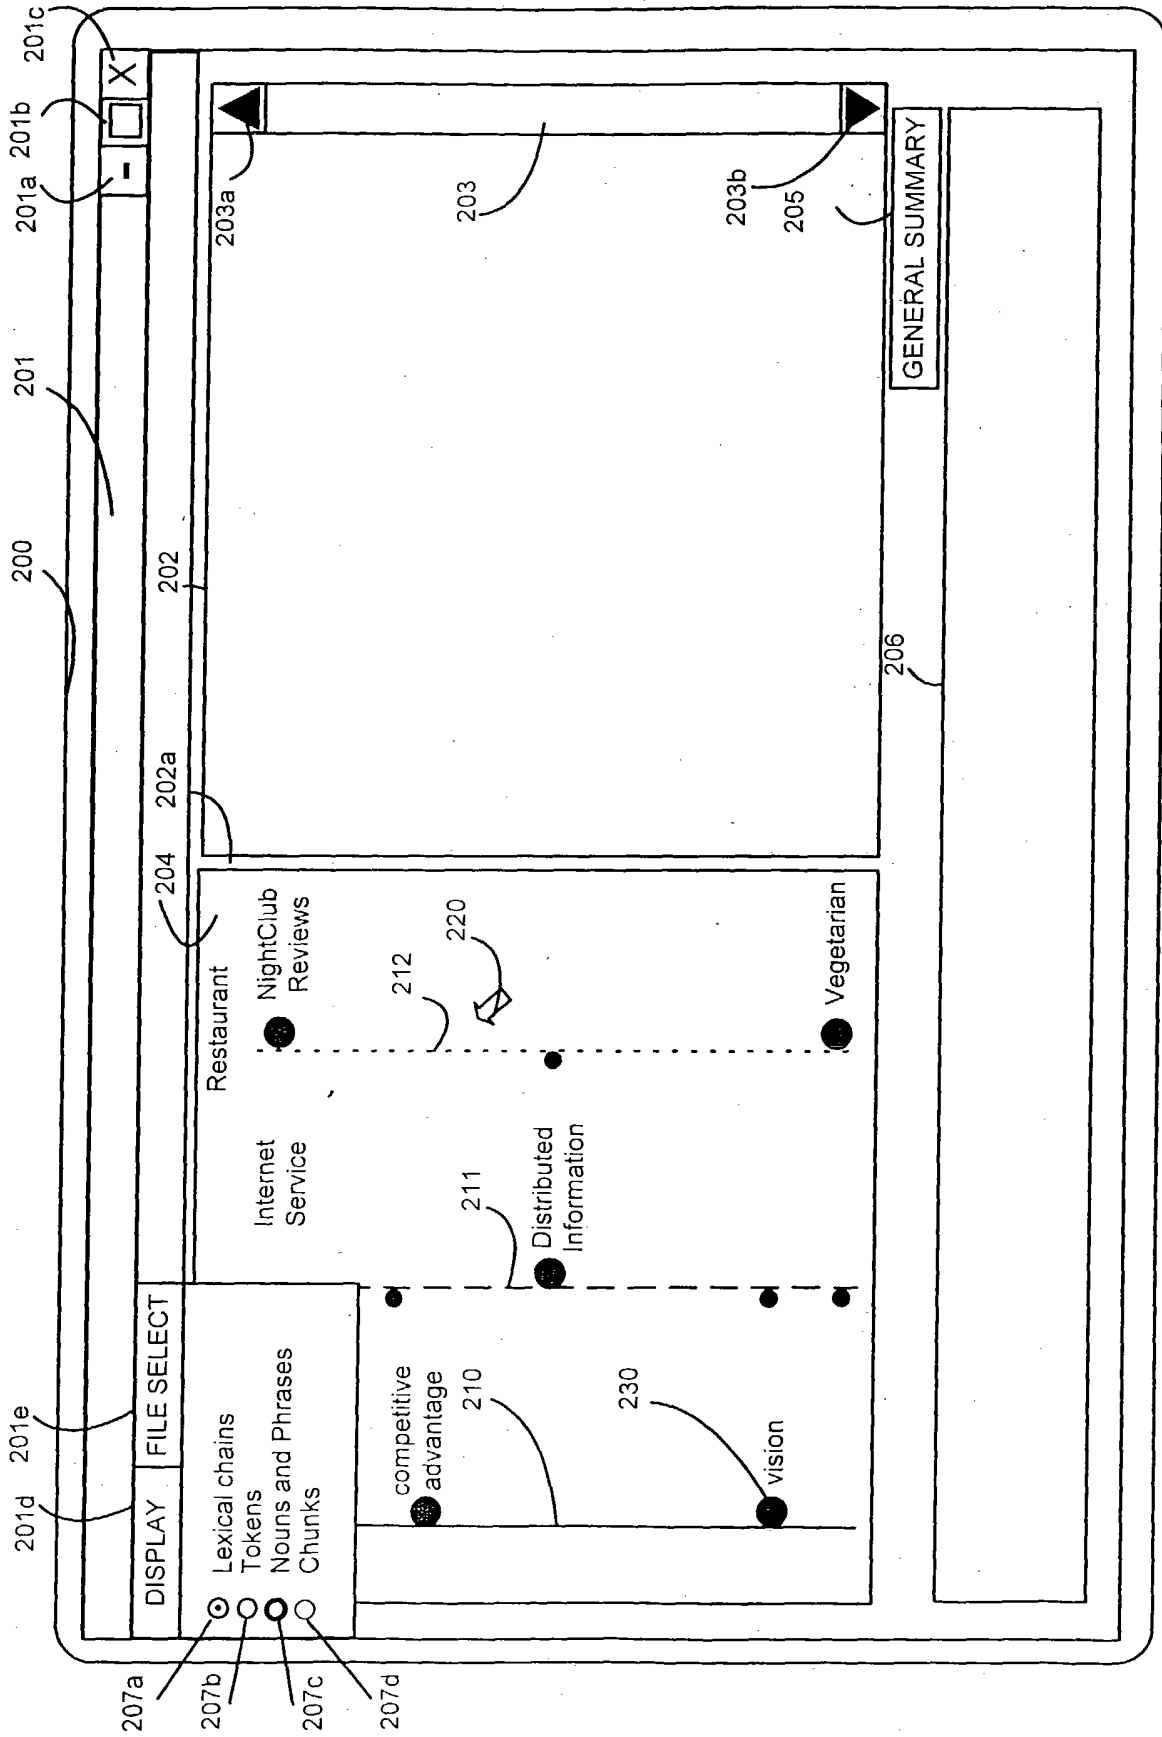 200
201
201a
201b
201c
201d
201e
DISPLAY
FILE SELECT
207a
207b
207c
207d
Lexical chains
Tokens
Nouns and Phrases
Chunks
204
202a
202
203a
203
203b
205
Restaurant
Internet
Service
NightClub
Reviews
212
220
competitive
advantage
210
211
Distributed
Information
230
vision
Vegetarian
206
GENERAL SUMMARY